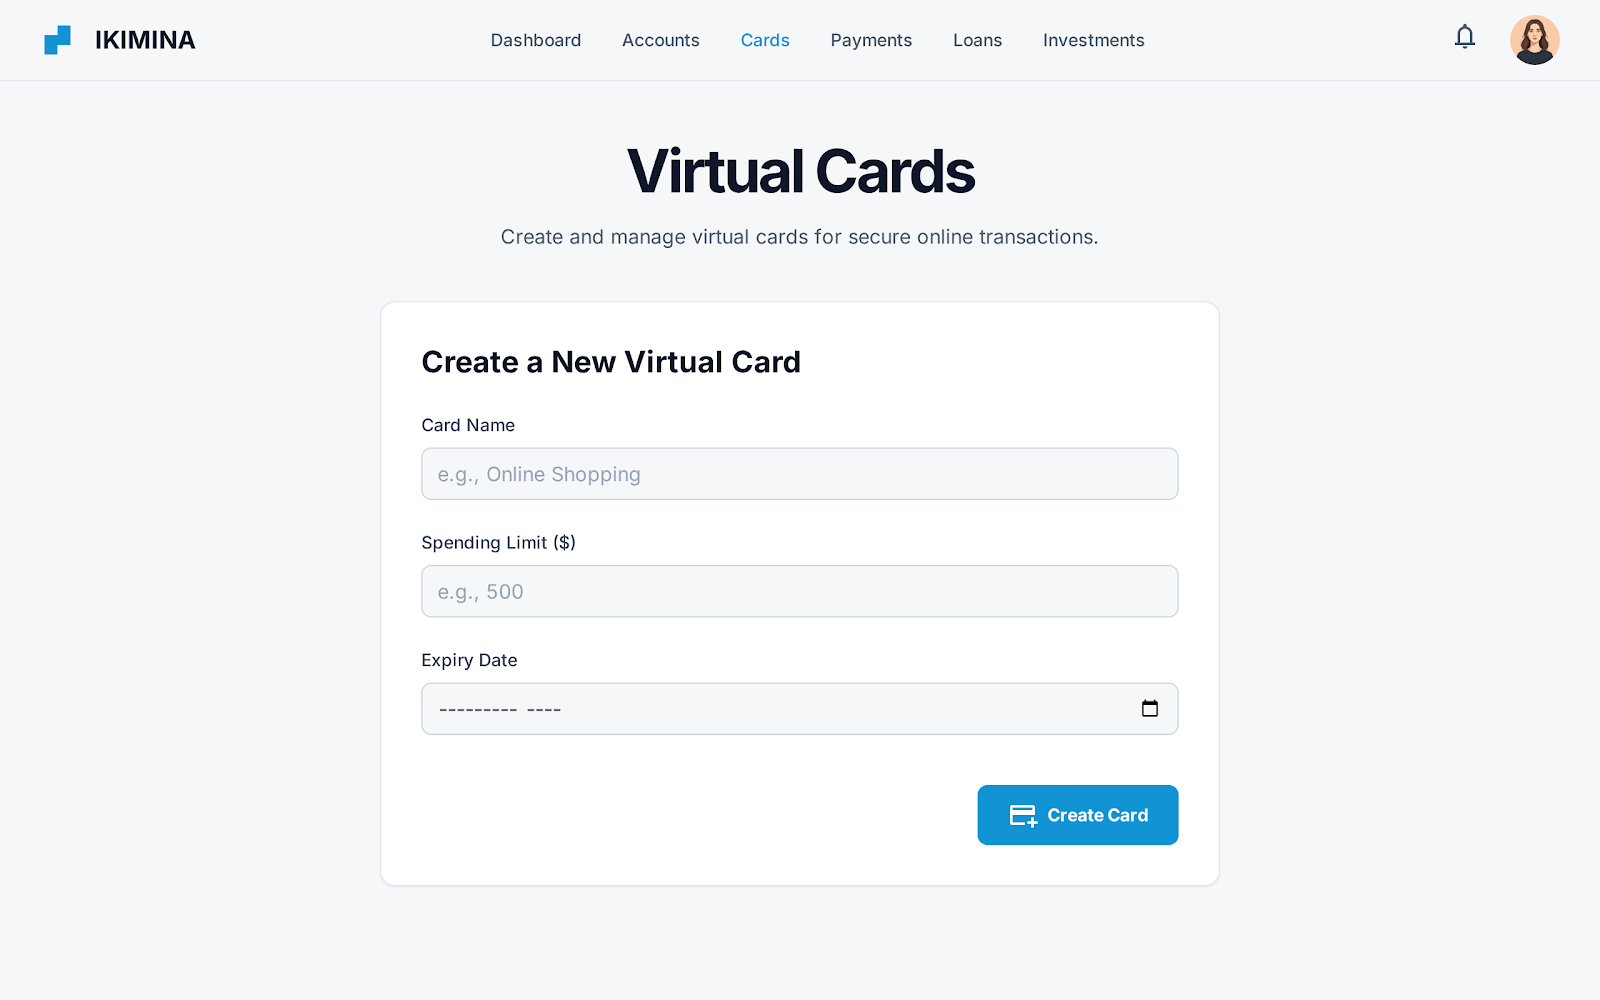 IKIMINA
Dashboard
Accounts
Cards
Payments
Loans
Investments
Virtual Cards
Create and manage virtual cards for secure online transactions.
Create a New Virtual Card
Card Name
e.g., Online Shopping
Spending Limit ($)
e.g., 500
Expiry Date
--------- ----
Create Card